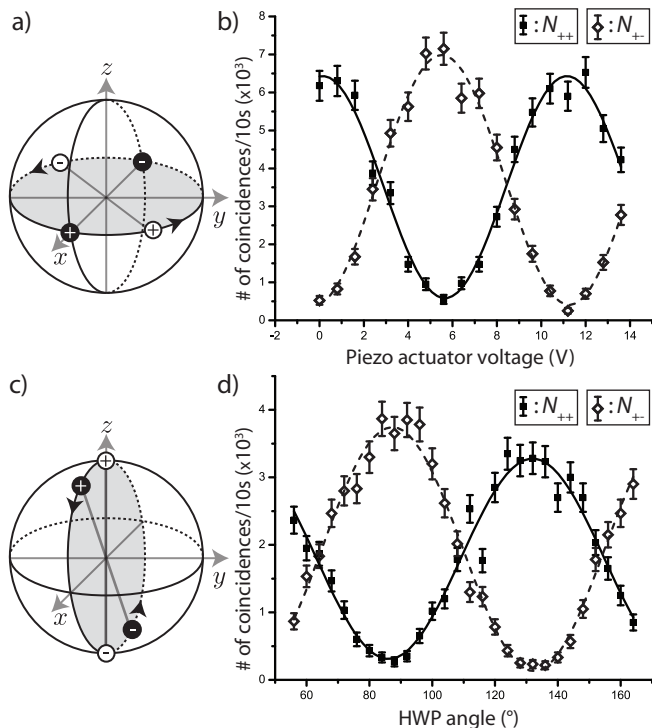 a)
z
y
x
- -
+ +
b)
: N++ : N+-
# of coincidences/10s (x10³)
8
7
6
5
4
3
2
1
0
-2 0 2 4 6 8 10 12 14 16
Piezo actuator voltage (V)
c)
z
y
x
+
+
-
-
d)
: N++ : N+-
# of coincidences/10s (x10³)
4
3
2
1
0
60 80 100 120 140 160
HWP angle (°)